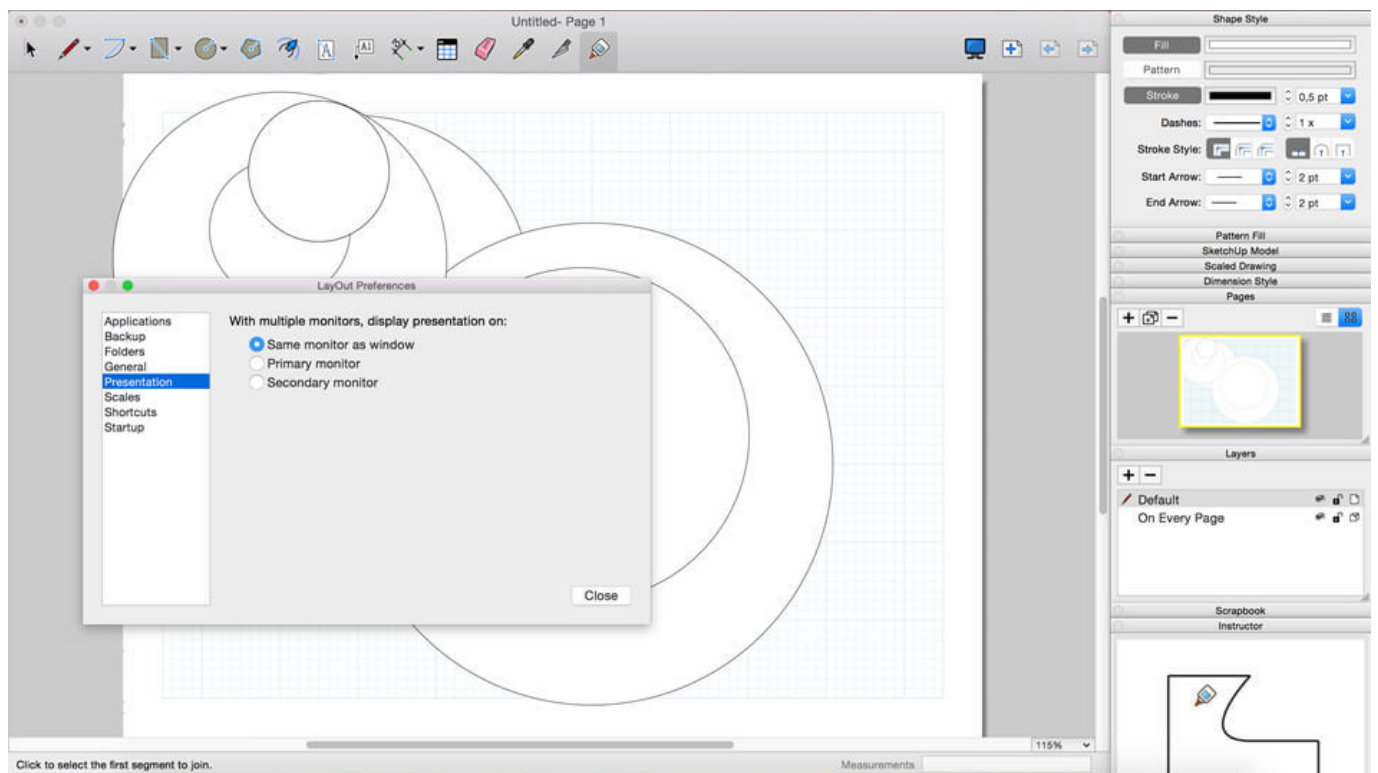 Untitled- Page 1
A
A1
LayOut Preferences
Applications
Backup
Folders
General
Presentation
Scales
Shortcuts
Startup
With multiple monitors, display presentation on:
Same monitor as window
Primary monitor
Secondary monitor
Close
115%
Click to select the first segment to join.
Measurements
Shape Style
Fill
Pattern
Stroke
0,5 pt
Dashes:
1 x
Stroke Style:
Start Arrow:
2 pt
End Arrow:
2 pt
Pattern Fill
SketchUp Model
Scaled Drawing
Dimension Style
Pages
Layers
Default
On Every Page
Scrapbook
Instructor